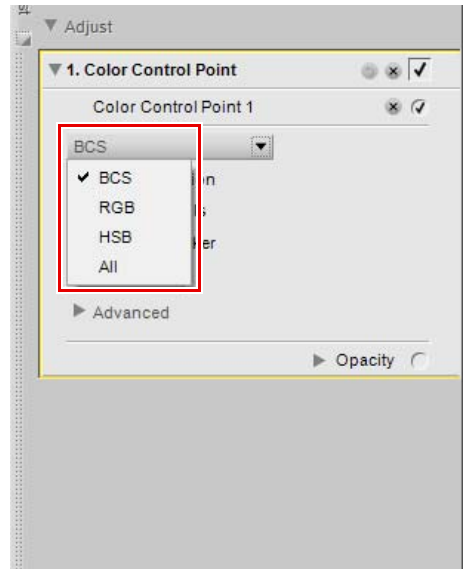 Adjust
1. Color Control Point
Color Control Point 1
BCS
BCS
RGB
HSB
All
Advanced
Opacity